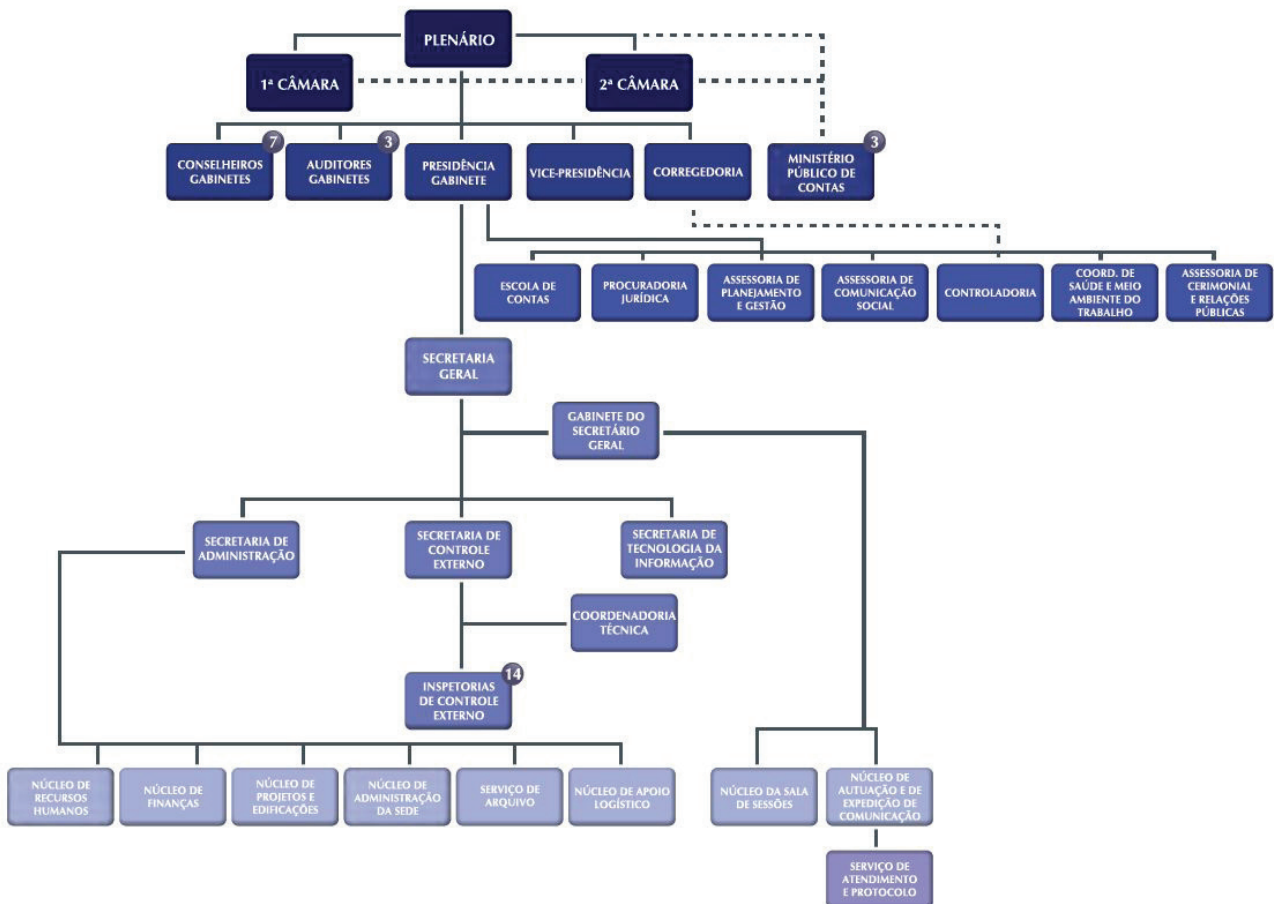 PLENÁRIO
1ª CÂMARA
2ª CÂMARA
7
CONSELHEIROS
GABINETES
3
AUDITORES
GABINETES
PRESIDÊNCIA
GABINETE
VICE-PRESIDÊNCIA
CORREGEDORIA
3
MINISTÉRIO
PÚBLICO DE
CONTAS
ESCOLA DE
CONTAS
PROCURADORIA
JURÍDICA
ASSESSORIA DE
PLANEJAMENTO
E GESTÃO
ASSESSORIA DE
COMUNICAÇÃO
SOCIAL
CONTROLADORIA
COORD. DE
SAÚDE E MEIO
AMBIENTE DO
TRABALHO
ASSESSORIA DE
CERIMONIAL
E RELAÇÕES
PÚBLICAS
SECRETARIA
GERAL
GABINETE DO
SECRETÁRIO
GERAL
SECRETARIA DE
ADMINISTRAÇÃO
SECRETARIA DE
CONTROLE
EXTERNO
SECRETARIA DE
TECNOLOGIA DA
INFORMAÇÃO
COORDENADORIA
TÉCNICA
14
INSPETORIAS
DE CONTROLE
EXTERNO
NÚCLEO DE
RECURSOS
HUMANOS
NÚCLEO DE
FINANÇAS
NÚCLEO DE
PROJETOS E
EDIFICAÇÕES
NÚCLEO DE
ADMINISTRAÇÃO
DA SEDE
SERVIÇO DE
ARQUIVO
NÚCLEO DE APOIO
LOGÍSTICO
NÚCLEO DA SALA
DE SESSÕES
NÚCLEO DE
AUTUAÇÃO E DE
EXPEDIÇÃO DE
COMUNICAÇÃO
SERVIÇO DE
ATENDIMENTO
E PROTOCOLO